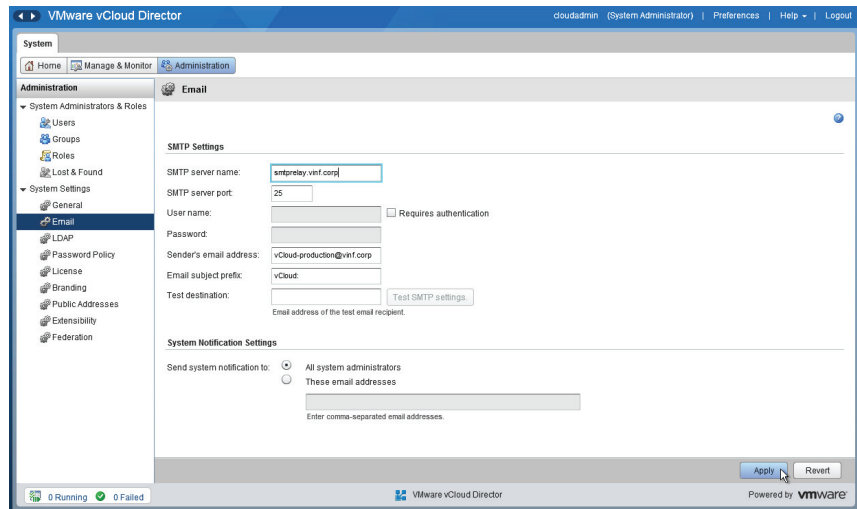 VMware vCloud Director
cloudadmin (System Administrator) | Preferences | Help | Logout
System
Home
Manage & Monitor
Administration
Administration
System Administrators & Roles
Users
Groups
Roles
Lost & Found
System Settings
General
Email
LDAP
Password Policy
License
Branding
Public Addresses
Extensibility
Federation
Email
SMTP Settings
SMTP server name: smtprelay.vinf.corp
SMTP server port: 25
User name:
Requires authentication
Password:
Sender's email address: vCloud-production@vinf.corp
Email subject prefix: vCloud:
Test destination:
Test SMTP settings.
Email address of the test email recipient.
System Notification Settings
Send system notification to: All system administrators
These email addresses
Enter comma-separated email addresses.
Apply
Revert
0 Running 0 Failed
VMware vCloud Director
Powered by vmware